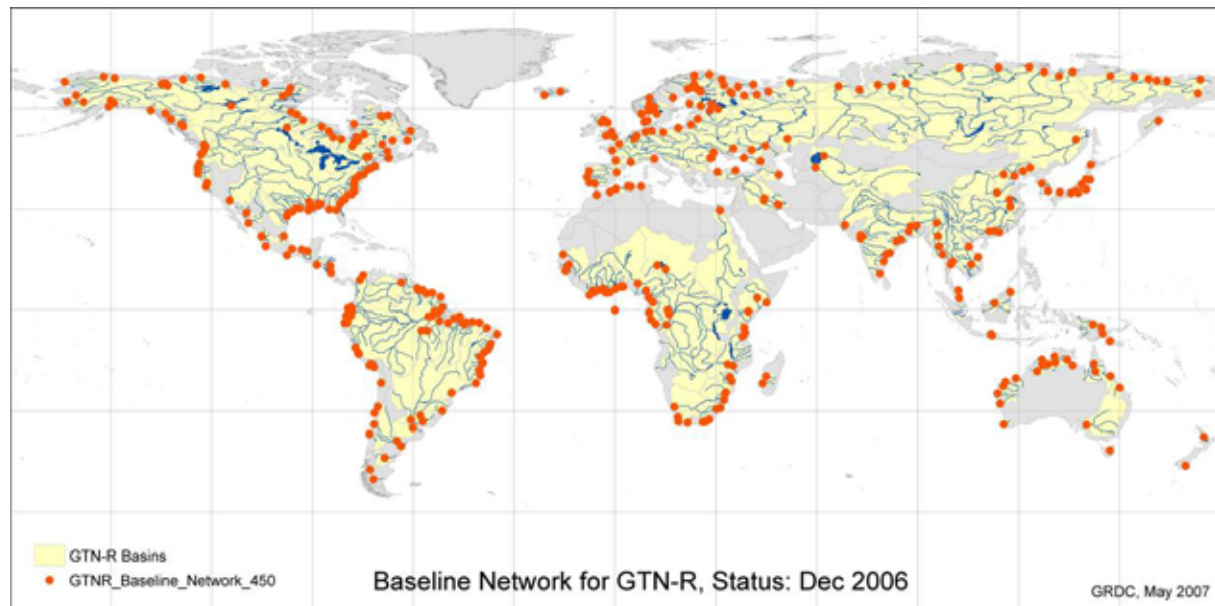 GTN-R Basins
GTNR_Baseline_Network_450
Baseline Network for GTN-R, Status: Dec 2006
GRDC, May 2007